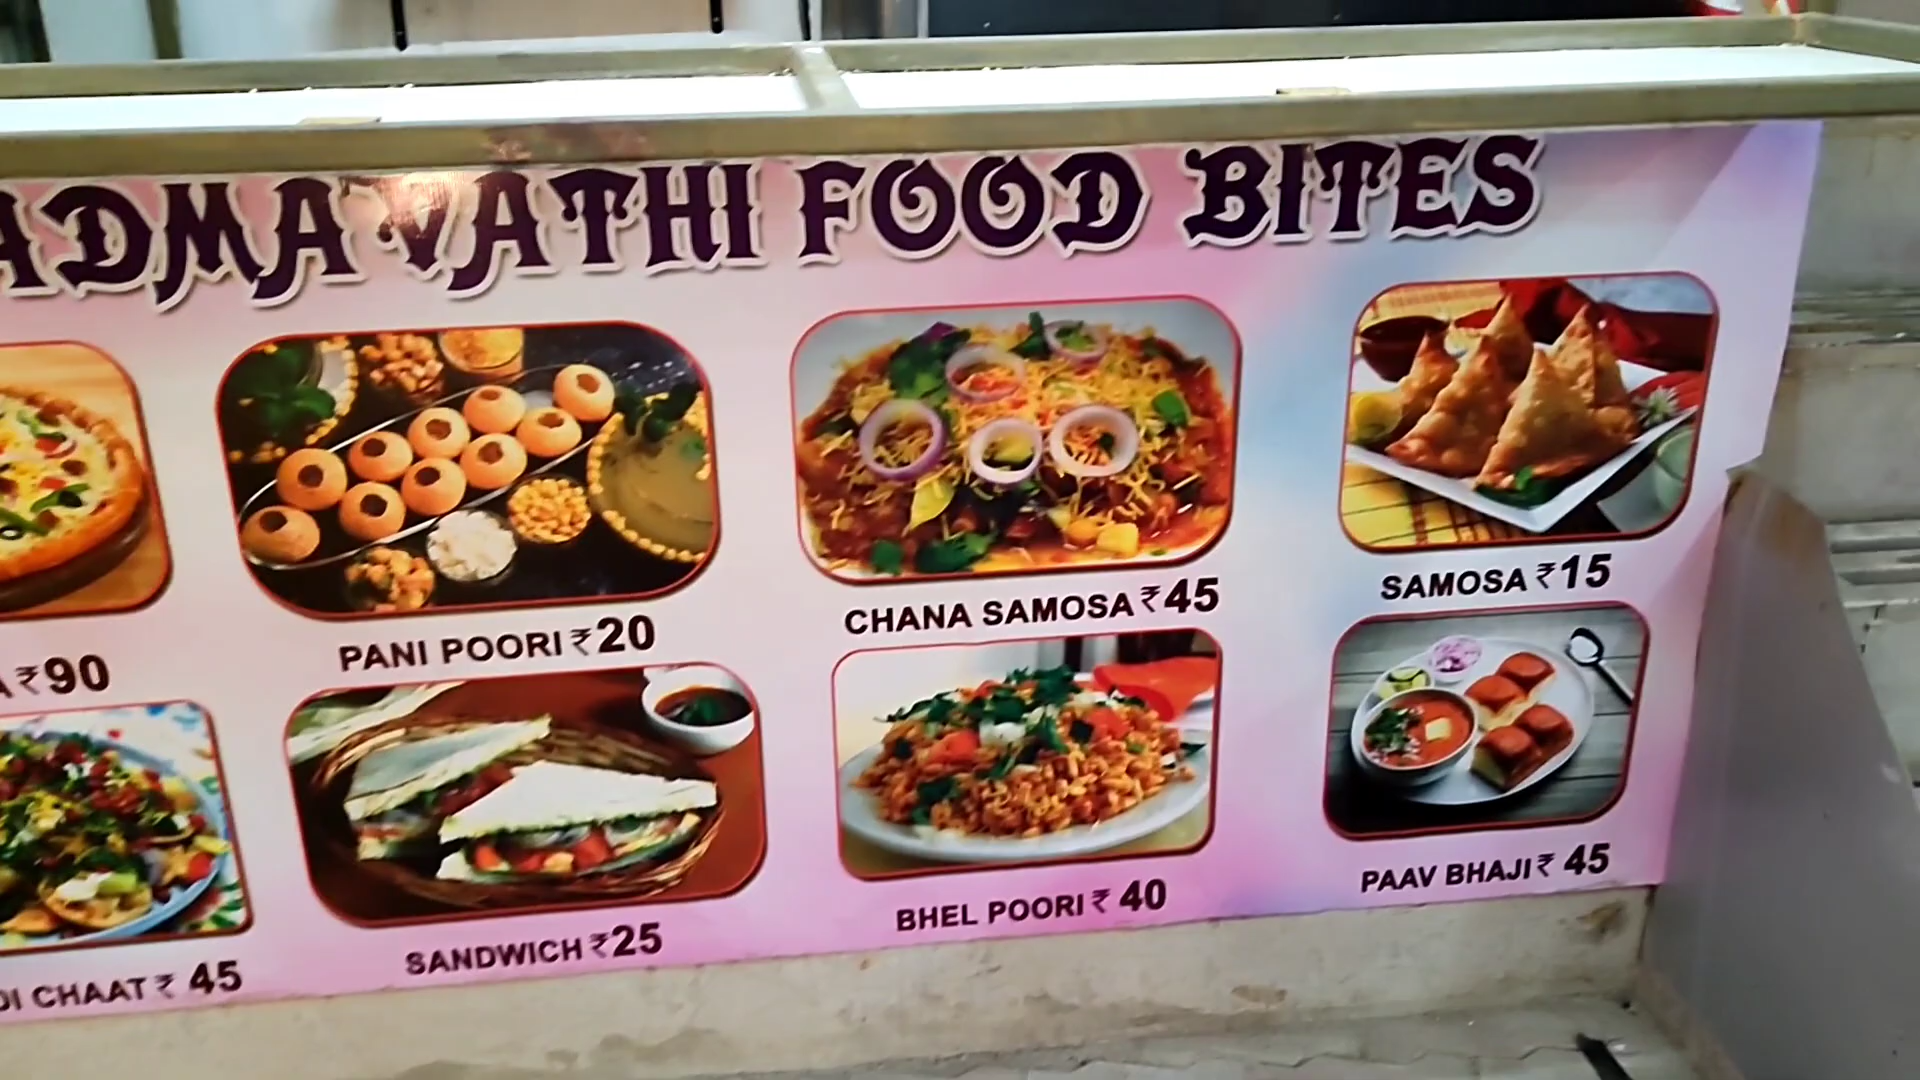 ADMAVATHI FOOD BITES
A ₹90
PANI POORI ₹20
CHANA SAMOSA ₹45
SAMOSA ₹15
DI CHAAT ₹ 45
SANDWICH ₹25
BHEL POORI ₹ 40
PAAV BHAJI ₹ 45